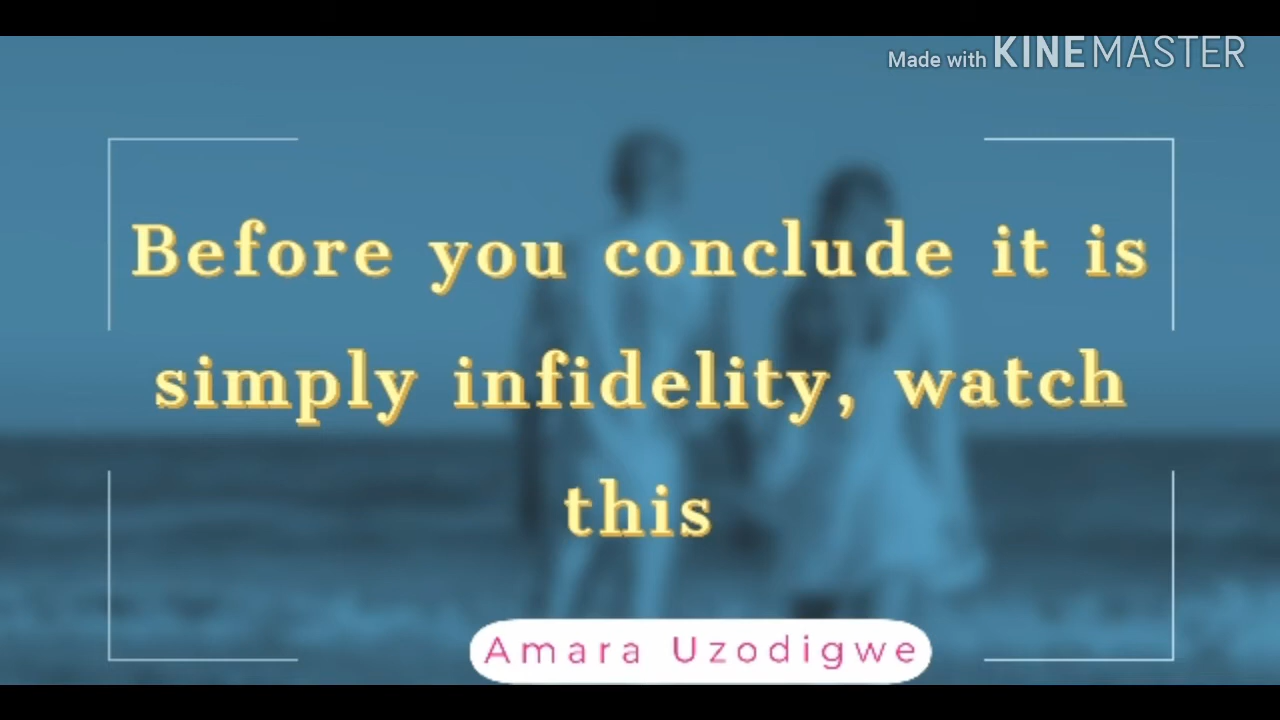 Made with KINEMASTER
Before you conclude it is
simply infidelity, watch
this
Amara Uzodigwe